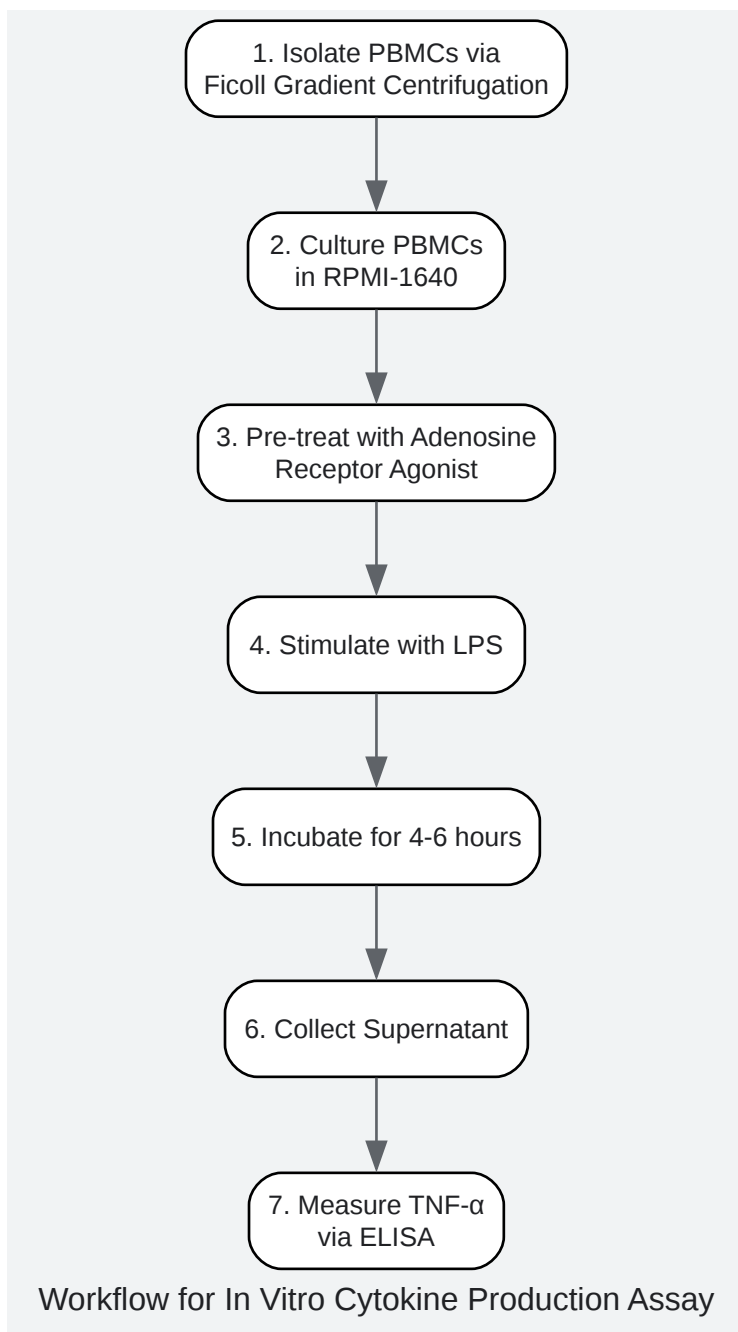 1. Isolate PBMCs via
Ficoll Gradient Centrifugation
2. Culture PBMCs
in RPMI-1640
3. Pre-treat with Adenosine
Receptor Agonist
4. Stimulate with LPS
5. Incubate for 4-6 hours
6. Collect Supernatant
7. Measure TNF-α
via ELISA
Workflow for In Vitro Cytokine Production Assay